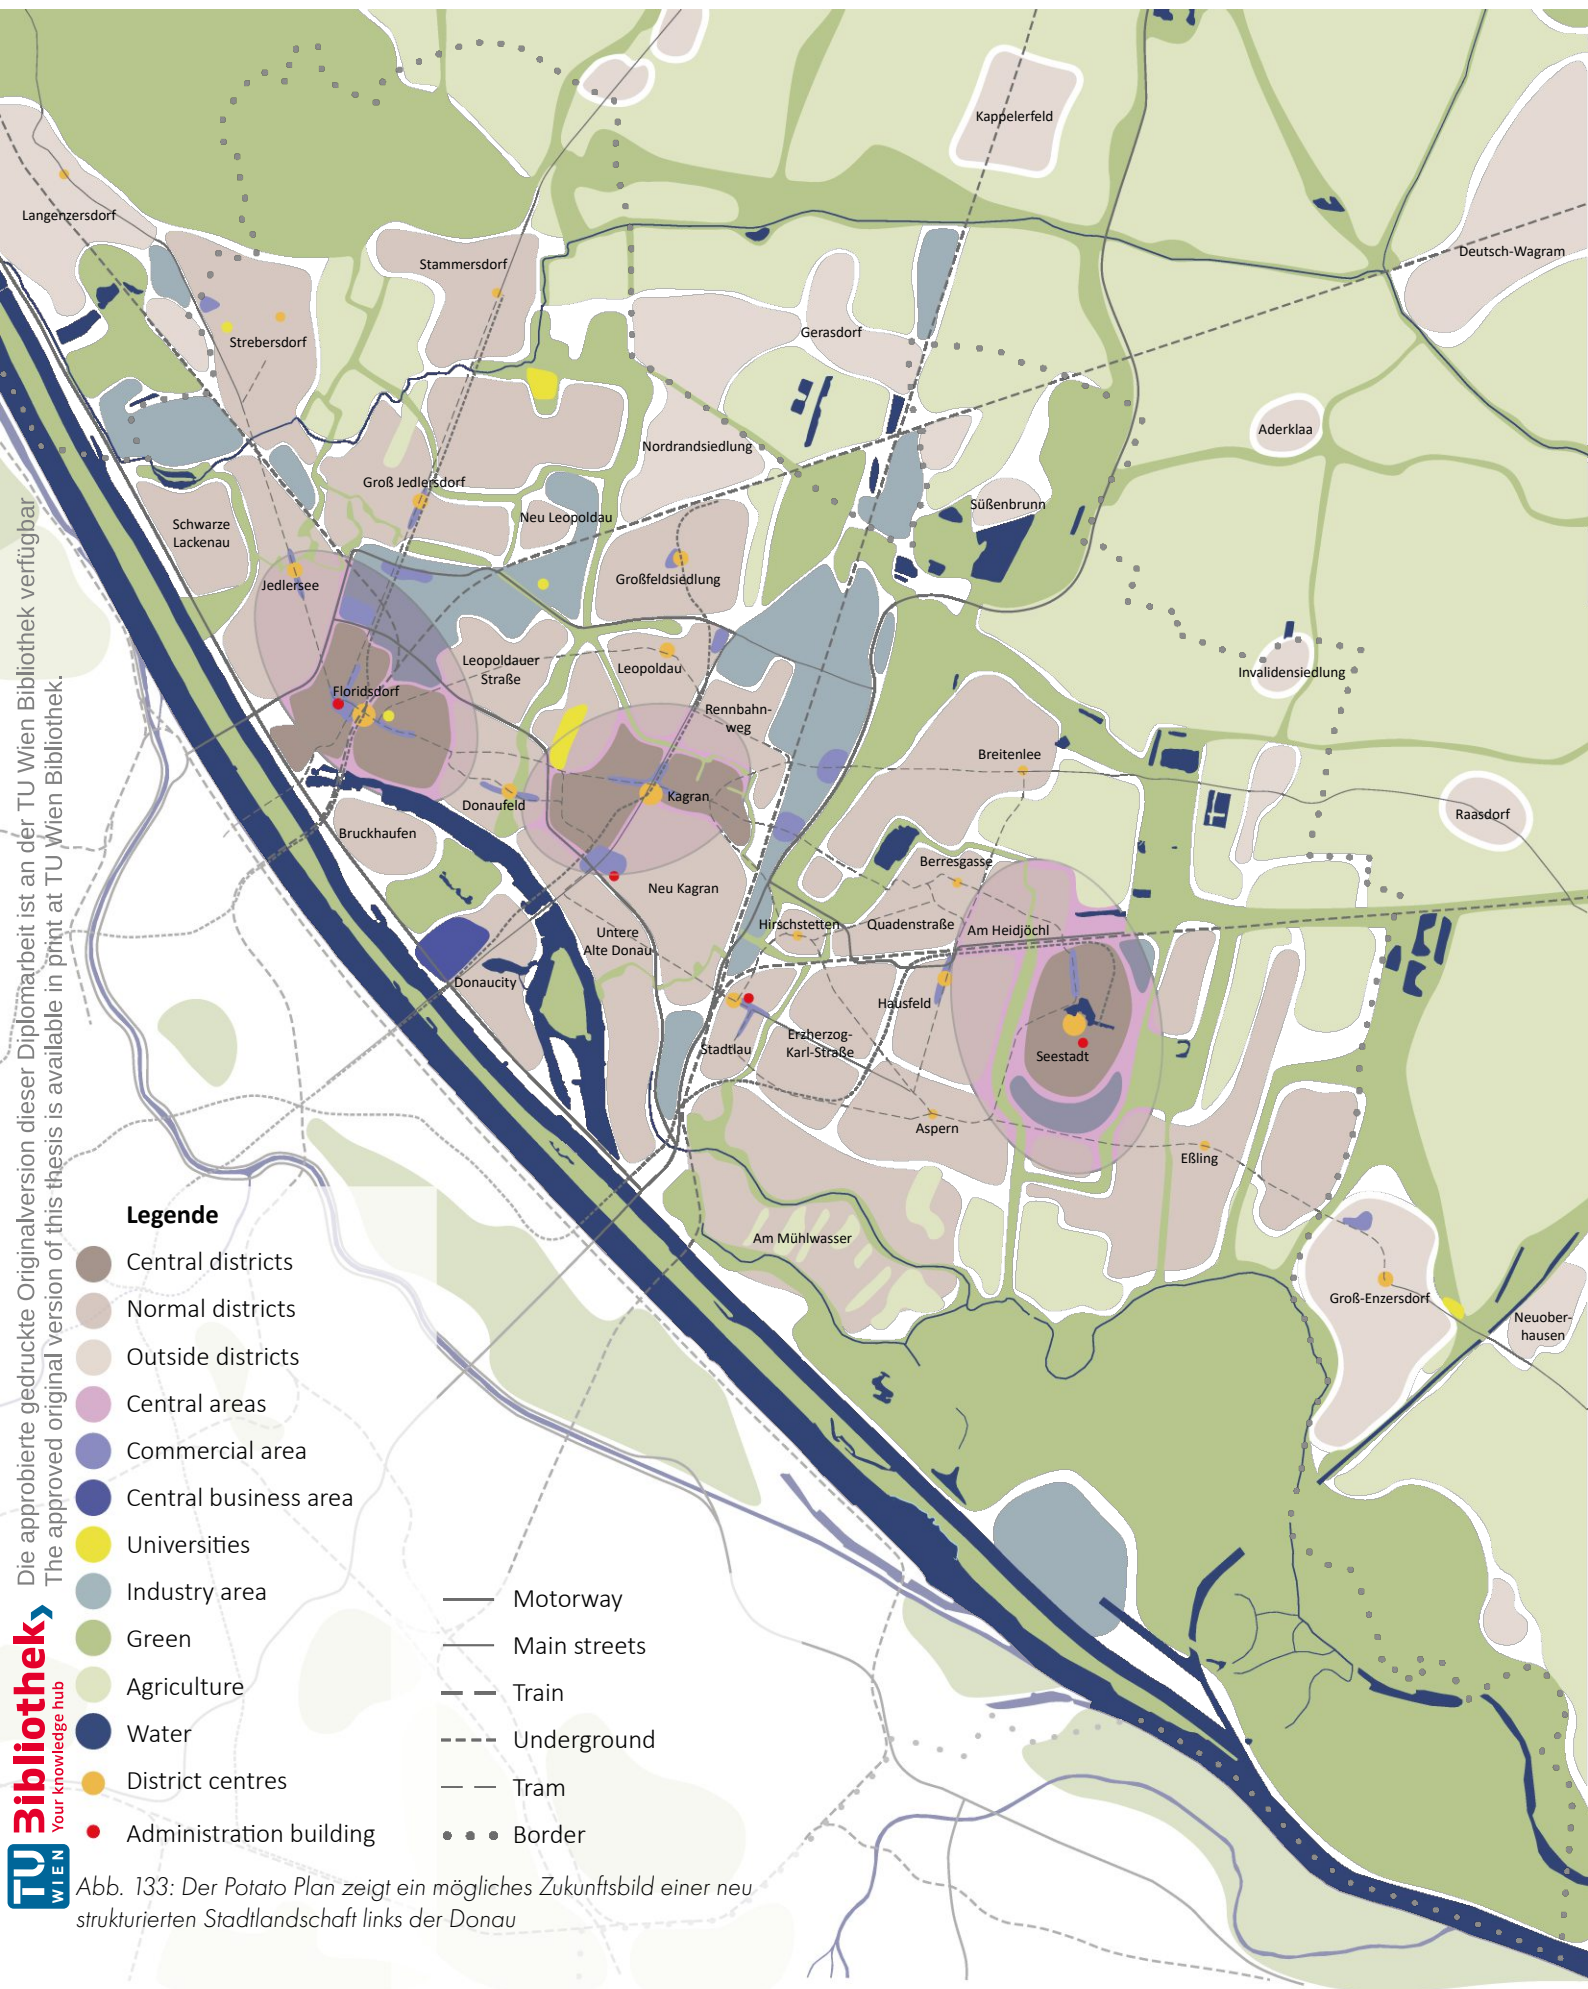 Kappelerfeld
Langenzersdorf
Deutsch-Wagram
Stammersdorf
Gerasdorf
Strebersdorf
Aderklaa
Nordrandsiedlung
Groß Jedlersdorf
Süßenbrunn
Neu Leopoldau
Schwarze
Lackenau
Großfeldsiedlung
Jedlersee
Leopoldauer
Straße
Leopoldau
Invalidensiedlung
Floridsdorf
Rennbahn-
weg
Breitenlee
Donaufeld
Kagran
Raasdorf
Bruckhaufen
Berresgasse
Neu Kagran
Hirschstetten
Quadenstraße
Am Heidjöchl
Untere
Alte Donau
Donaucity
Hausfeld
Erzherzog-
Karl-Straße
Stadtlau
Seestadt
Aspern
Eßling
Am Mühlwasser
Groß-Enzersdorf
Neuober-
hausen
Legende
Central districts
Normal districts
Outside districts
Central areas
Commercial area
Central business area
Universities
Industry area
Green
Agriculture
Water
District centres
Administration building
Motorway
Main streets
Train
Underground
Tram
Border
Abb. 133: Der Potato Plan zeigt ein mögliches Zukunftsbild einer neu
strukturierten Stadtlandschaft links der Donau
Die approbierte gedruckte Originalversion dieser Diplomarbeit ist an der TU Wien Bibliothek verfügbar
The approved original version of this thesis is available in print at TU Wien Bibliothek.
TU WIEN
Bibliothek
Your knowledge hub